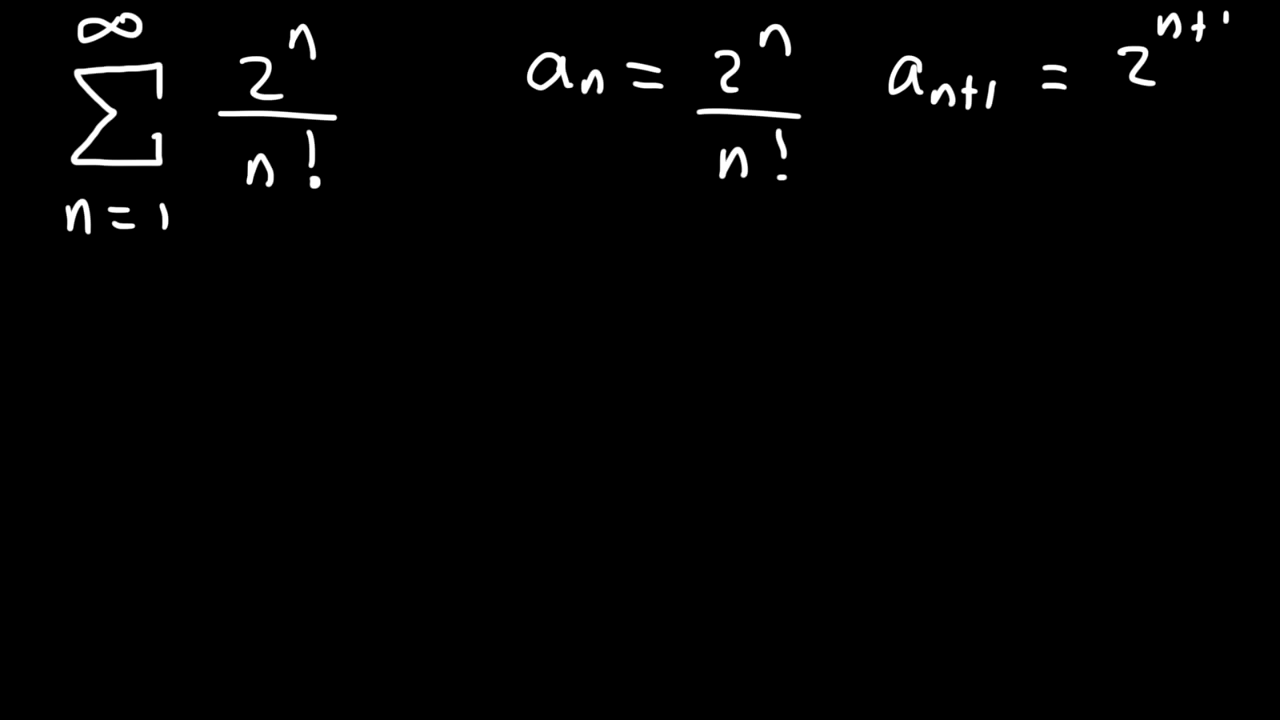 ∞
∑ 2^n / n!   a_n = 2^n / n!   a_{n+1} = 2^{n+1}
n = 1